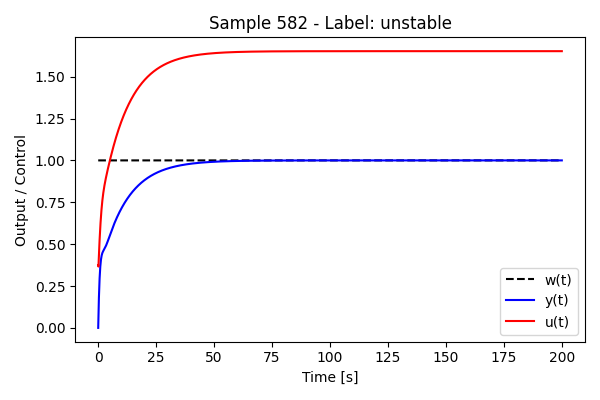 Sample 582 - Label: unstable
Output / Control
1.50
1.25
1.00
0.75
0.50
0.25
0.00
w(t)
y(t)
u(t)
0 25 50 75 100 125 150 175 200
Time [s]